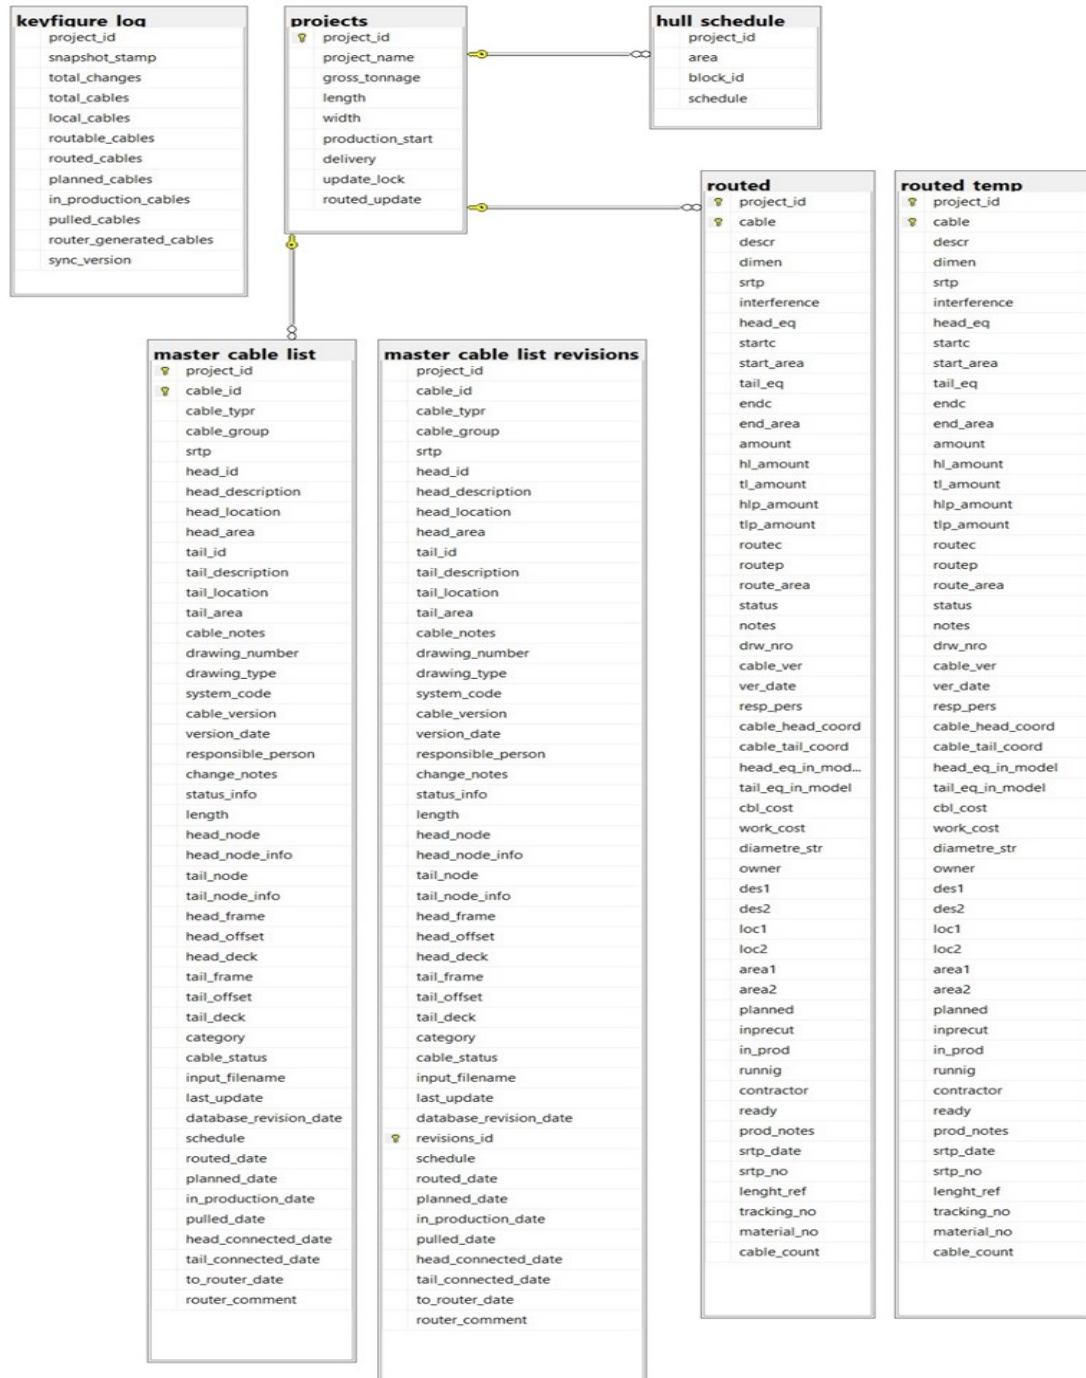 keyfigure_log
project_id
snapshot_stamp
total_changes
total_cables
local_cables
routable_cables
routed_cables
planned_cables
in_production_cables
pulled_cables
router_generated_cables
sync_version
projects
project_id
project_name
gross_tonnage
length
width
production_start
delivery
update_lock
routed_update
hull_schedule
project_id
area
block_id
schedule
master_cable_list
project_id
cable_id
cable_typr
cable_group
srtp
head_id
head_description
head_location
head_area
tail_id
tail_description
tail_location
tail_area
cable_notes
drawing_number
drawing_type
system_code
cable_version
version_date
responsible_person
change_notes
status_info
length
head_node
head_node_info
tail_node
tail_node_info
head_frame
head_offset
head_deck
tail_frame
tail_offset
tail_deck
category
cable_status
input_filename
last_update
database_revision_date
schedule
routed_date
planned_date
in_production_date
pulled_date
head_connected_date
tail_connected_date
to_router_date
router_comment
master_cable_list_revisions
project_id
cable_id
cable_typr
cable_group
srtp
head_id
head_description
head_location
head_area
tail_id
tail_description
tail_location
tail_area
cable_notes
drawing_number
drawing_type
system_code
cable_version
version_date
responsible_person
change_notes
status_info
length
head_node
head_node_info
tail_node
tail_node_info
head_frame
head_offset
head_deck
tail_frame
tail_offset
tail_deck
category
cable_status
input_filename
last_update
database_revision_date
revisions_id
schedule
routed_date
planned_date
in_production_date
pulled_date
head_connected_date
tail_connected_date
to_router_date
router_comment
routed
project_id
cable
descr
dimen
srtp
interference
head_eq
startc
start_area
tail_eq
endc
end_area
amount
hl_amount
tl_amount
hlp_amount
tlp_amount
routec
routep
route_area
status
notes
drw_nro
cable_ver
ver_date
resp_pers
cable_head_coord
cable_tail_coord
head_eq_in_mod...
tail_eq_in_model
cbl_cost
work_cost
diametre_str
owner
des1
des2
loc1
loc2
area1
area2
planned
inprecut
in_prod
runnig
contractor
ready
prod_notes
srtp_date
srtp_no
lenght_ref
tracking_no
material_no
cable_count
routed_temp
project_id
cable
descr
dimen
srtp
interference
head_eq
startc
start_area
tail_eq
endc
end_area
amount
hl_amount
tl_amount
hlp_amount
tlp_amount
routec
routep
route_area
status
notes
drw_nro
cable_ver
ver_date
resp_pers
cable_head_coord
cable_tail_coord
head_eq_in_model
tail_eq_in_model
cbl_cost
work_cost
diametre_str
owner
des1
des2
loc1
loc2
area1
area2
planned
inprecut
in_prod
runnig
contractor
ready
prod_notes
srtp_date
srtp_no
lenght_ref
tracking_no
material_no
cable_count